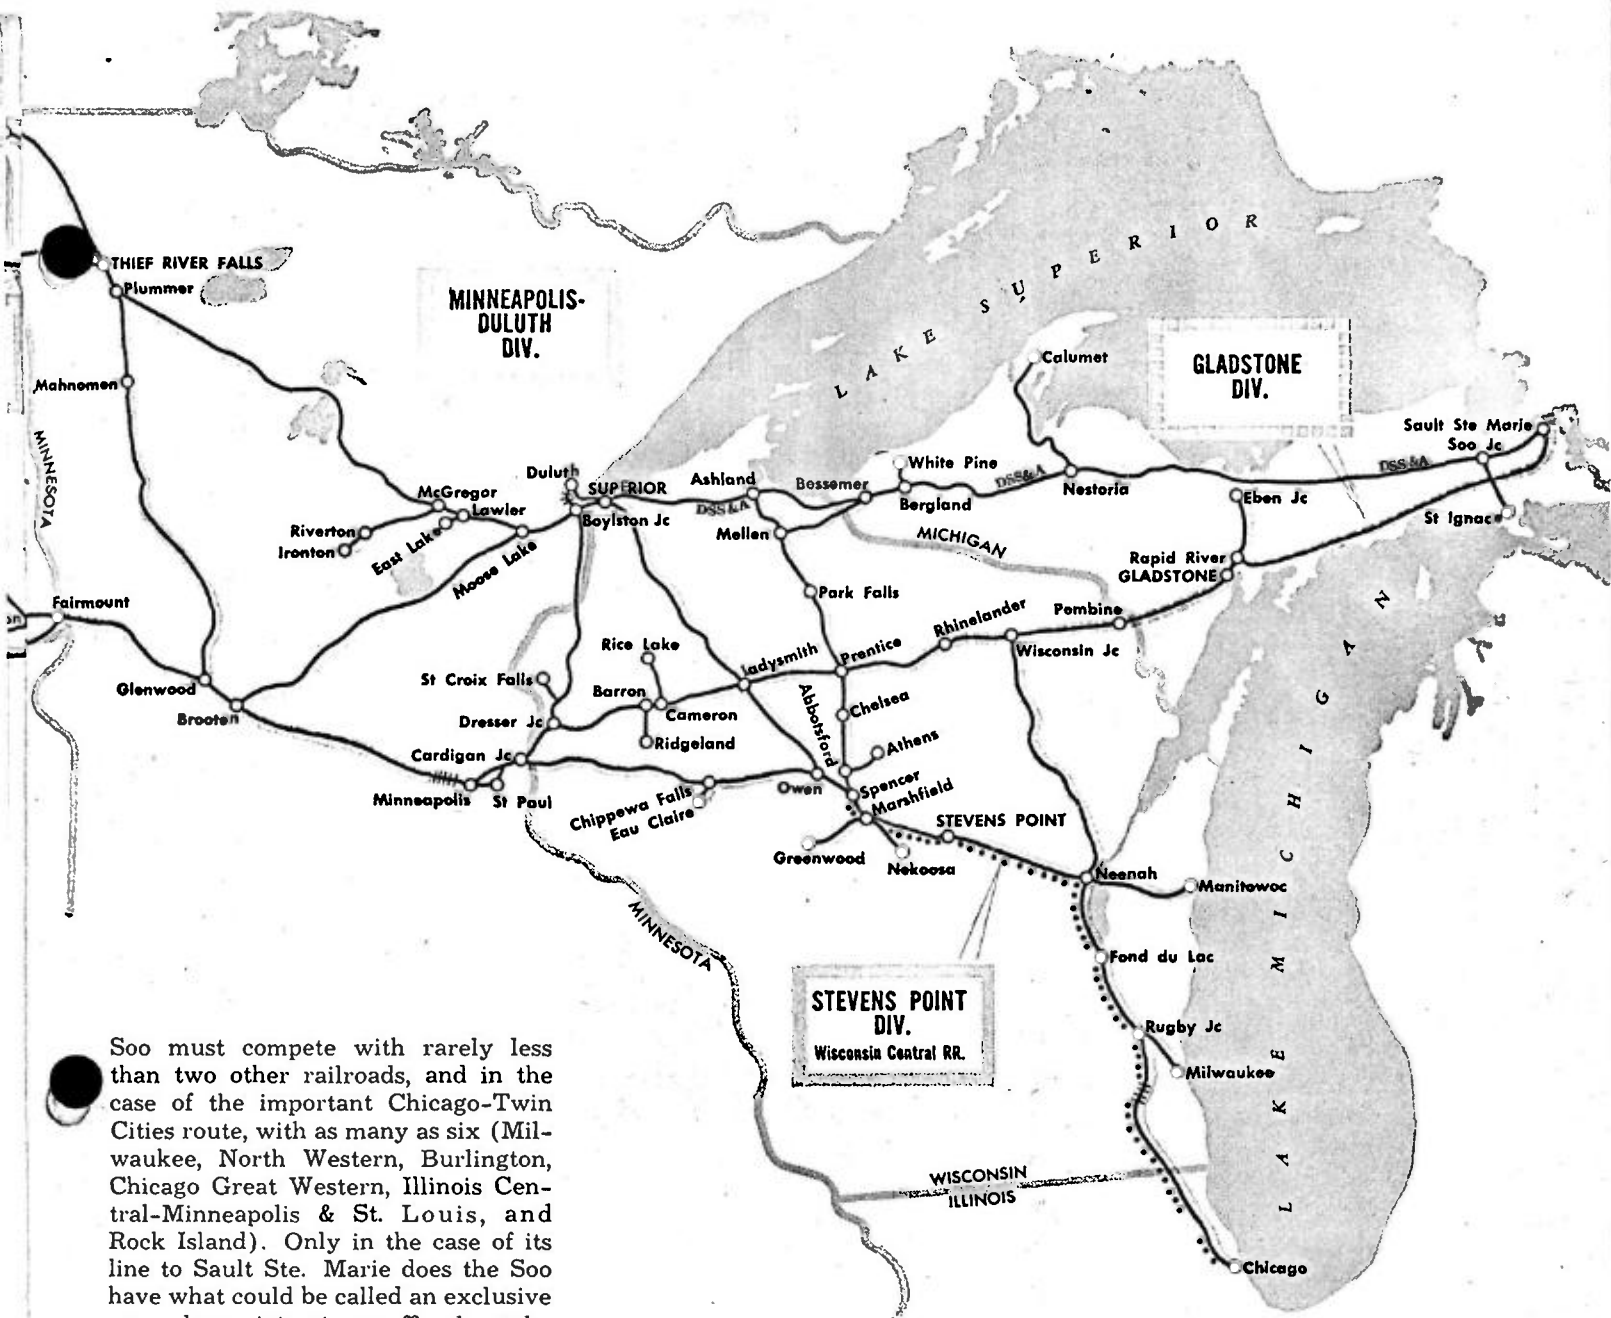 THIEF RIVER FALLS
Plummer
MINNEAPOLIS-
DULUTH
DIV.
LAKE SUPERIOR
Calumet
GLADSTONE
DIV.
Mahnomen
MINNESOTA
Sault Ste Marie
Soo Jc
DSS&A
White Pine
DSS&A
Nestoria
Bergland
Bessemer
Ashland
DSS&A
Duluth
SUPERIOR
Boylston Jc
McGregor
Lawler
Riverton
Ironton
East Lake
Moose Lake
Mellen
MICHIGAN
Eben Jc
St Ignace
Rapid River
GLADSTONE
Fairmount
Park Falls
Pembine
Rhinelander
Wisconsin Jc
Prentice
Ladysmith
Rice Lake
St Croix Falls
Barron
Cameron
Glenwood
Brooten
Dresser Jc
Ridgeland
Abbotsford
Chelsea
Athens
Cardigan Jc
Minneapolis
St Paul
Chippewa Falls
Eau Claire
Owen
Spencer
Marshfield
STEVENS POINT
Greenwood
Nekoosa
Neenah
Manitowoc
LAKE MICHIGAN
MINNESOTA
Fond du Lac
STEVENS POINT
DIV.
Wisconsin Central RR.
Rugby Jc
Milwaukee
WISCONSIN
ILLINOIS
Chicago
Soo must compete with rarely less
than two other railroads, and in the
case of the important Chicago-Twin
Cities route, with as many as six (Mil-
waukee, North Western, Burlington,
Chicago Great Western, Illinois Cen-
tral-Minneapolis & St. Louis, and
Rock Island). Only in the case of its
line to Sault Ste. Marie does the Soo
have what could be called an exclusive